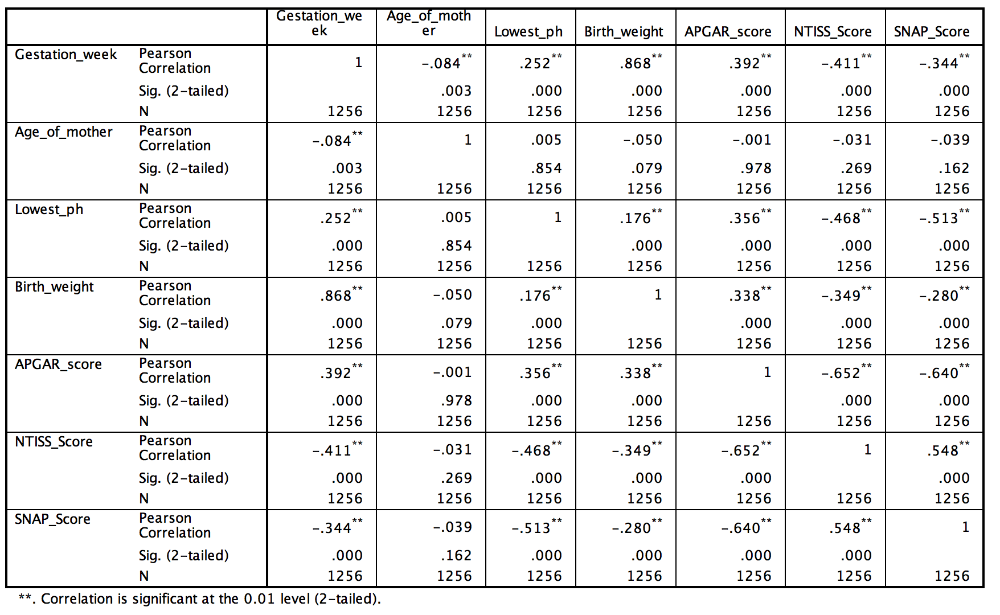 Gestation_we
ek Age_of_moth
er Lowest_ph Birth_weight APGAR_score NTISS_Score SNAP_Score
Gestation_week Pearson
Correlation 1 -.084** .252** .868** .392** -.411** -.344**
Sig. (2-tailed) .003 .000 .000 .000 .000 .000
N 1256 1256 1256 1256 1256 1256 1256
Age_of_mother Pearson
Correlation -.084** 1 .005 -.050 -.001 -.031 -.039
Sig. (2-tailed) .003 .854 .079 .978 .269 .162
N 1256 1256 1256 1256 1256 1256 1256
Lowest_ph Pearson
Correlation .252** .005 1 .176** .356** -.468** -.513**
Sig. (2-tailed) .000 .854 .000 .000 .000 .000
N 1256 1256 1256 1256 1256 1256 1256
Birth_weight Pearson
Correlation .868** -.050 .176** 1 .338** -.349** -.280**
Sig. (2-tailed) .000 .079 .000 .000 .000 .000
N 1256 1256 1256 1256 1256 1256 1256
APGAR_score Pearson
Correlation .392** -.001 .356** .338** 1 -.652** -.640**
Sig. (2-tailed) .000 .978 .000 .000 .000 .000
N 1256 1256 1256 1256 1256 1256 1256
NTISS_Score Pearson
Correlation -.411** -.031 -.468** -.349** -.652** 1 .548**
Sig. (2-tailed) .000 .269 .000 .000 .000 .000
N 1256 1256 1256 1256 1256 1256 1256
SNAP_Score Pearson
Correlation -.344** -.039 -.513** -.280** -.640** .548** 1
Sig. (2-tailed) .000 .162 .000 .000 .000 .000
N 1256 1256 1256 1256 1256 1256 1256
**. Correlation is significant at the 0.01 level (2-tailed).